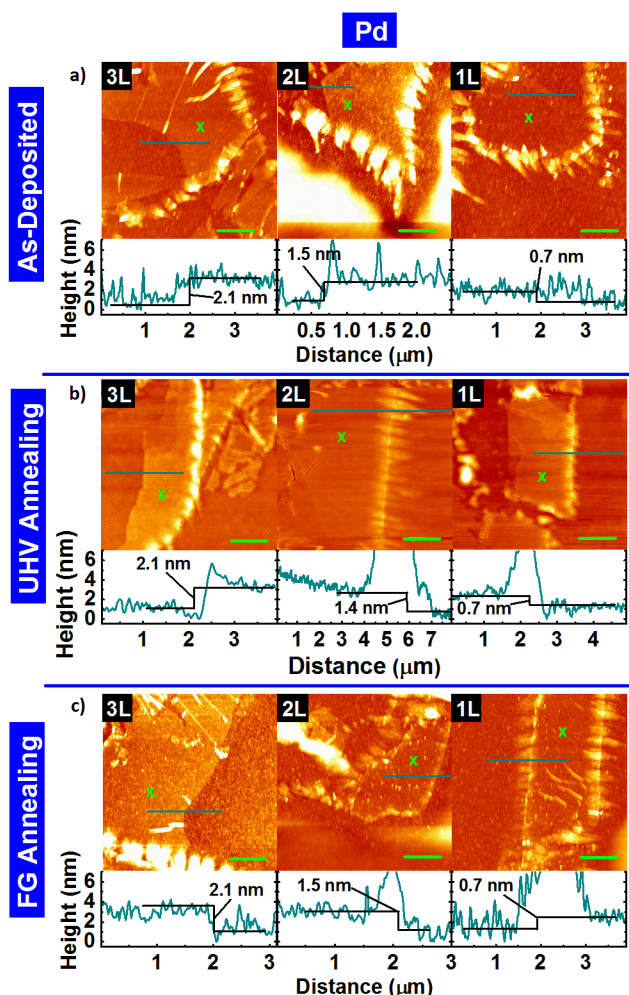 Pd
As-Deposited
a)
3L
2L
1L
x
x
x
Height (nm)
6
4
2
0
2.1 nm
1.5 nm
0.7 nm
1 2 3
0.5 1.0 1.5 2.0
1 2 3
Distance (μm)
UHV Annealing
b)
3L
2L
1L
x
x
x
Height (nm)
6
4
2
0
2.1 nm
1.4 nm
0.7 nm
1 2 3
1 2 3 4 5 6 7
1 2 3 4
Distance (μm)
FG Annealing
c)
3L
2L
1L
x
x
x
Height (nm)
6
4
2
0
2.1 nm
1.5 nm
0.7 nm
1 2 3
1 2 3
1 2 3
Distance (μm)